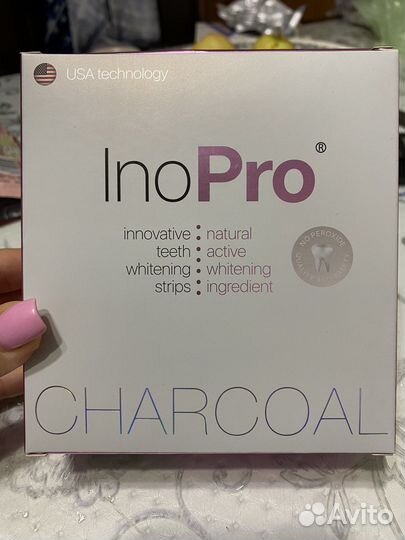 USA technology
InoPro®
innovative : natural
teeth : active
whitening : whitening
strips : ingredient
NO PEROXIDE
CHARCOAL
Avito